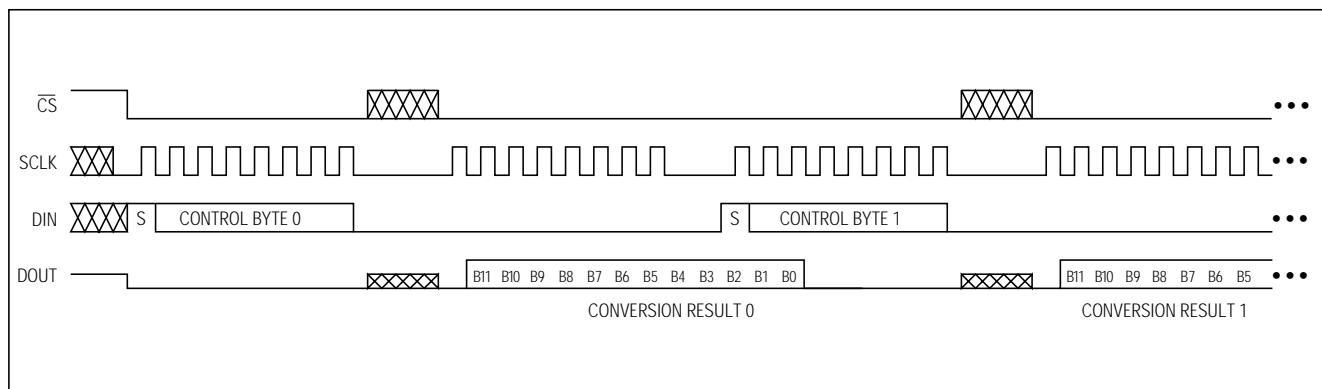 C̅S̅
SCLK
DIN S CONTROL BYTE 0 S CONTROL BYTE 1
DOUT B11 B10 B9 B8 B7 B6 B5 B4 B3 B2 B1 B0 B11 B10 B9 B8 B7 B6 B5
CONVERSION RESULT 0 CONVERSION RESULT 1